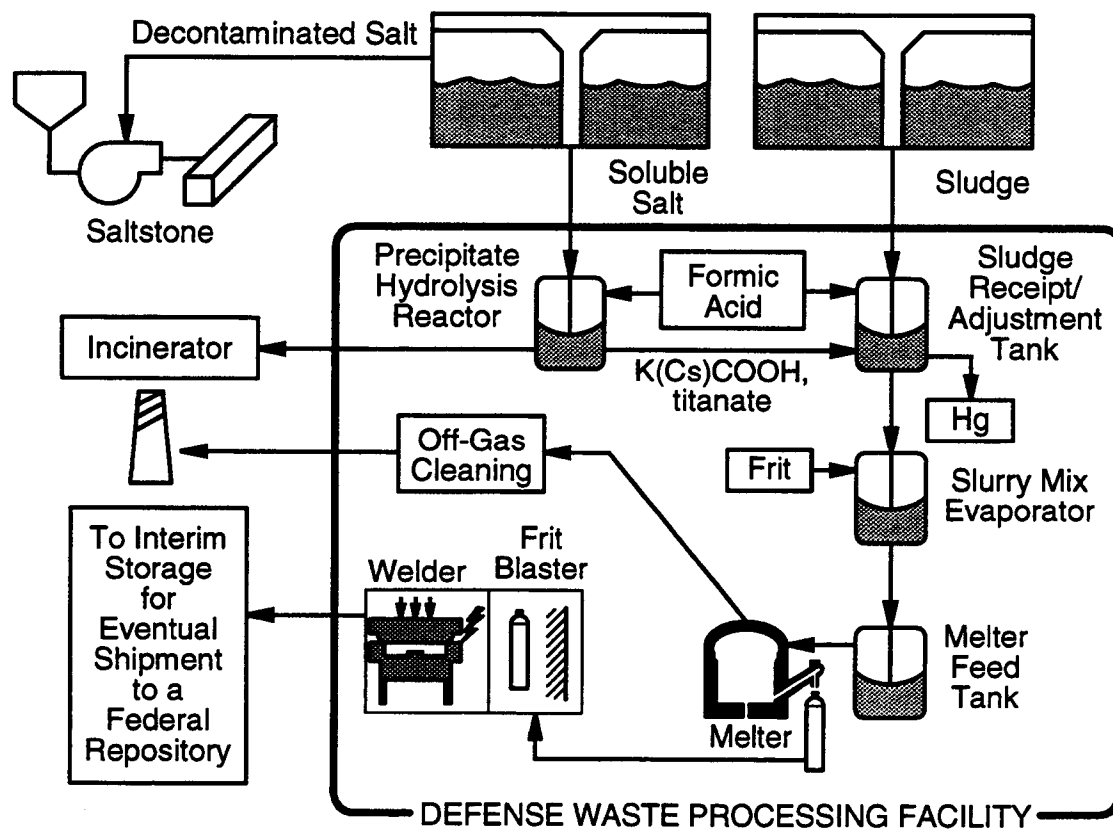 Decontaminated Salt
Saltstone
Soluble
Salt
Sludge
Precipitate
Hydrolysis
Reactor
Formic
Acid
Sludge
Receipt/
Adjustment
Tank
Incinerator
K(Cs)COOH,
titanate
Hg
Off-Gas
Cleaning
Frit
Slurry Mix
Evaporator
To Interim
Storage
for
Eventual
Shipment
to a
Federal
Repository
Welder
Frit
Blaster
Melter
Melter
Feed
Tank
DEFENSE WASTE PROCESSING FACILITY